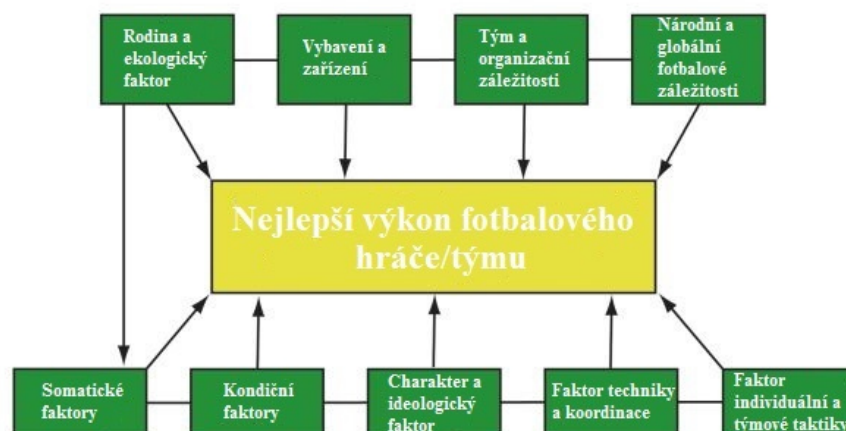 Rodina a
ekologický
faktor
Vybavení a
zařízení
Tým a
organizační
záležitosti
Národní a
globální
fotbalové
záležitosti
Nejlepší výkon fotbalového
hráče/týmu
Somatické
faktory
Kondiční
faktory
Charakter a
ideologický
faktor
Faktor techniky
a koordinace
Faktor
individuální a
týmové taktiky